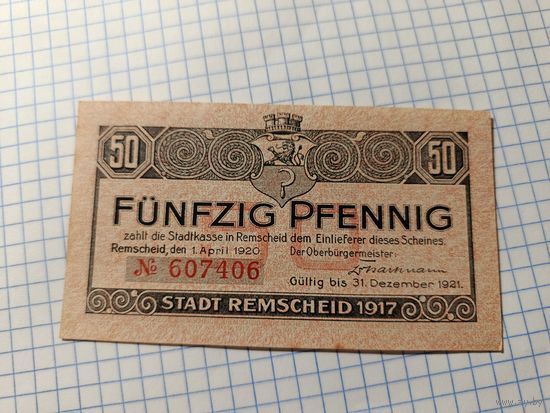 50 50
FÜNFZIG PFENNIG
zahlt die Stadtkasse in Remscheid dem Einlieferer dieses Scheines.
Remscheid, den 1. April 1920 Der Oberbürgermeister:
№ 607406
Gültig bis 31. Dezember 1921.
STADT REMSCHEID 1917